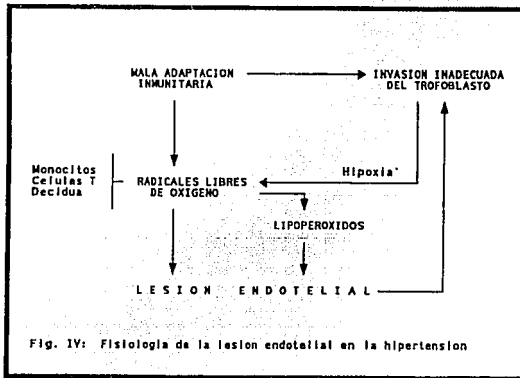 MALA ADAPTACION
INMUNITARIA
INVASION INADECUADA
DEL TROFOBLASTO
Monocitos
Celulas T
Decidua
RADICALES LIBRES
DE OXIGENO
Hipoxia
LIPOPEROXIDOS
LESION ENDOTELIAL
Fig. IV: Fisiologia de la lesion endotelial en la hipertension